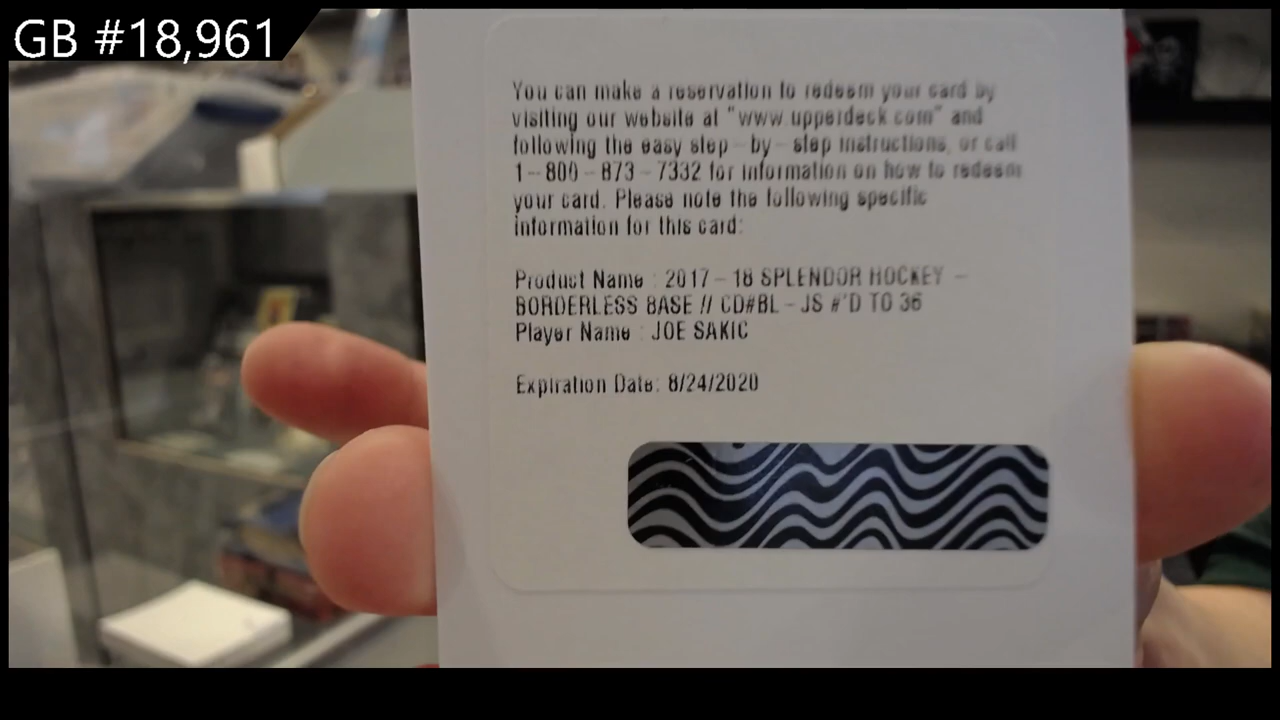 GB #18,961
You can make a reservation to redeem your card by
visiting our website at "www.upperdeck.com" and
following the easy step - by - step instructions, or call
1 - 800 - 873 - 7332 for information on how to redeem
your card. Please note the following specific
information for this card:
Product Name : 2017 - 18 SPLENDOR HOCKEY -
BORDERLESS BASE // CD#BL - JS #'D TO 36
Player Name : JOE SAKIC
Expiration Date: 8/24/2020